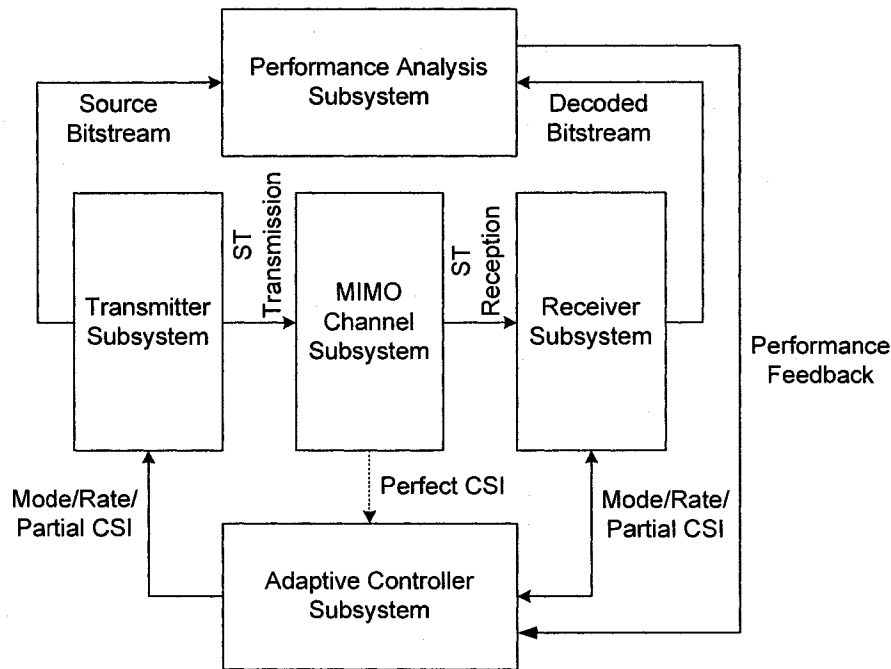 Performance Analysis
Subsystem
Source
Bitstream
Decoded
Bitstream
ST
Transmission
ST
Reception
Transmitter
Subsystem
MIMO
Channel
Subsystem
Receiver
Subsystem
Performance
Feedback
Mode/Rate/
Partial CSI
Perfect CSI
Mode/Rate/
Partial CSI
Adaptive Controller
Subsystem